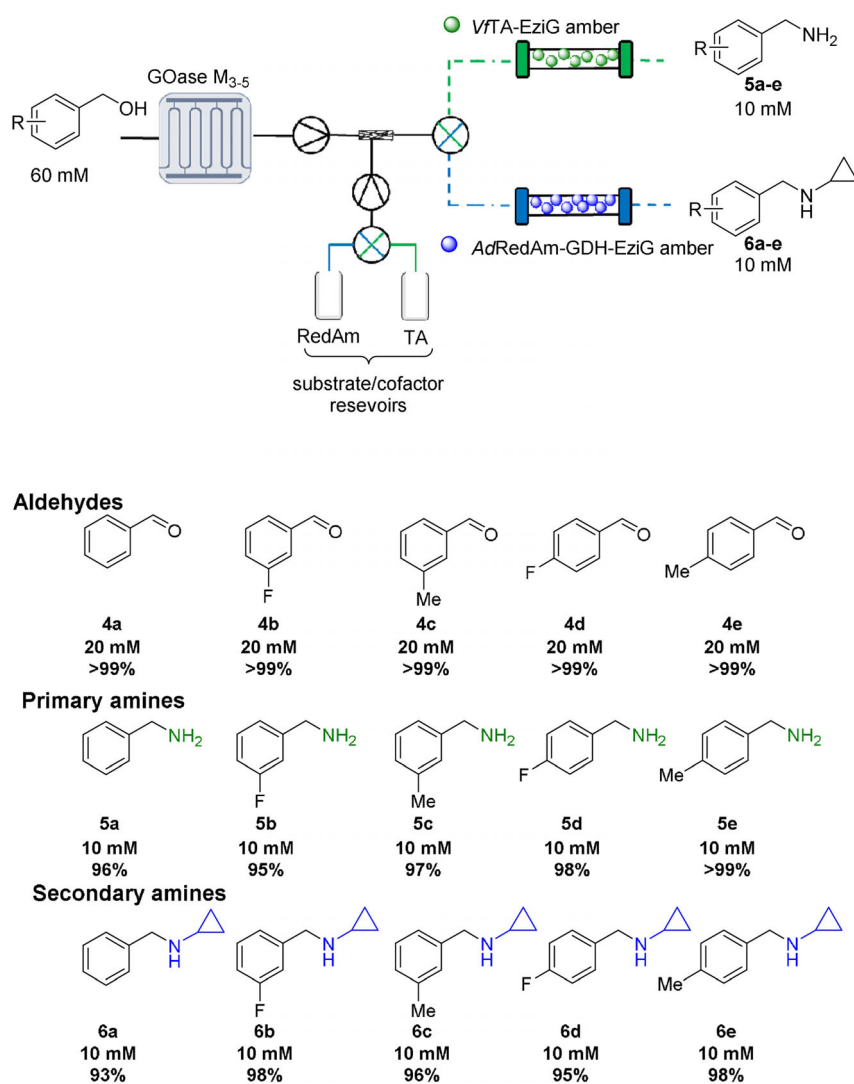 VfTA-EziG amber
NH2
R
5a-e
10 mM
GOase M3-5
OH
R
60 mM
R
N
H
AdRedAm-GDH-EziG amber
6a-e
10 mM
RedAm
TA
substrate/cofactor
resevoirs
Aldehydes
O O O O O
F Me F Me
4a 4b 4c 4d 4e
20 mM 20 mM 20 mM 20 mM 20 mM
>99% >99% >99% >99% >99%
Primary amines
NH2 NH2 NH2 NH2 NH2
F Me F Me
5a 5b 5c 5d 5e
10 mM 10 mM 10 mM 10 mM 10 mM
96% 95% 97% 98% >99%
Secondary amines
N N N N N
H H H H H
F Me F Me
6a 6b 6c 6d 6e
10 mM 10 mM 10 mM 10 mM 10 mM
93% 98% 96% 95% 98%